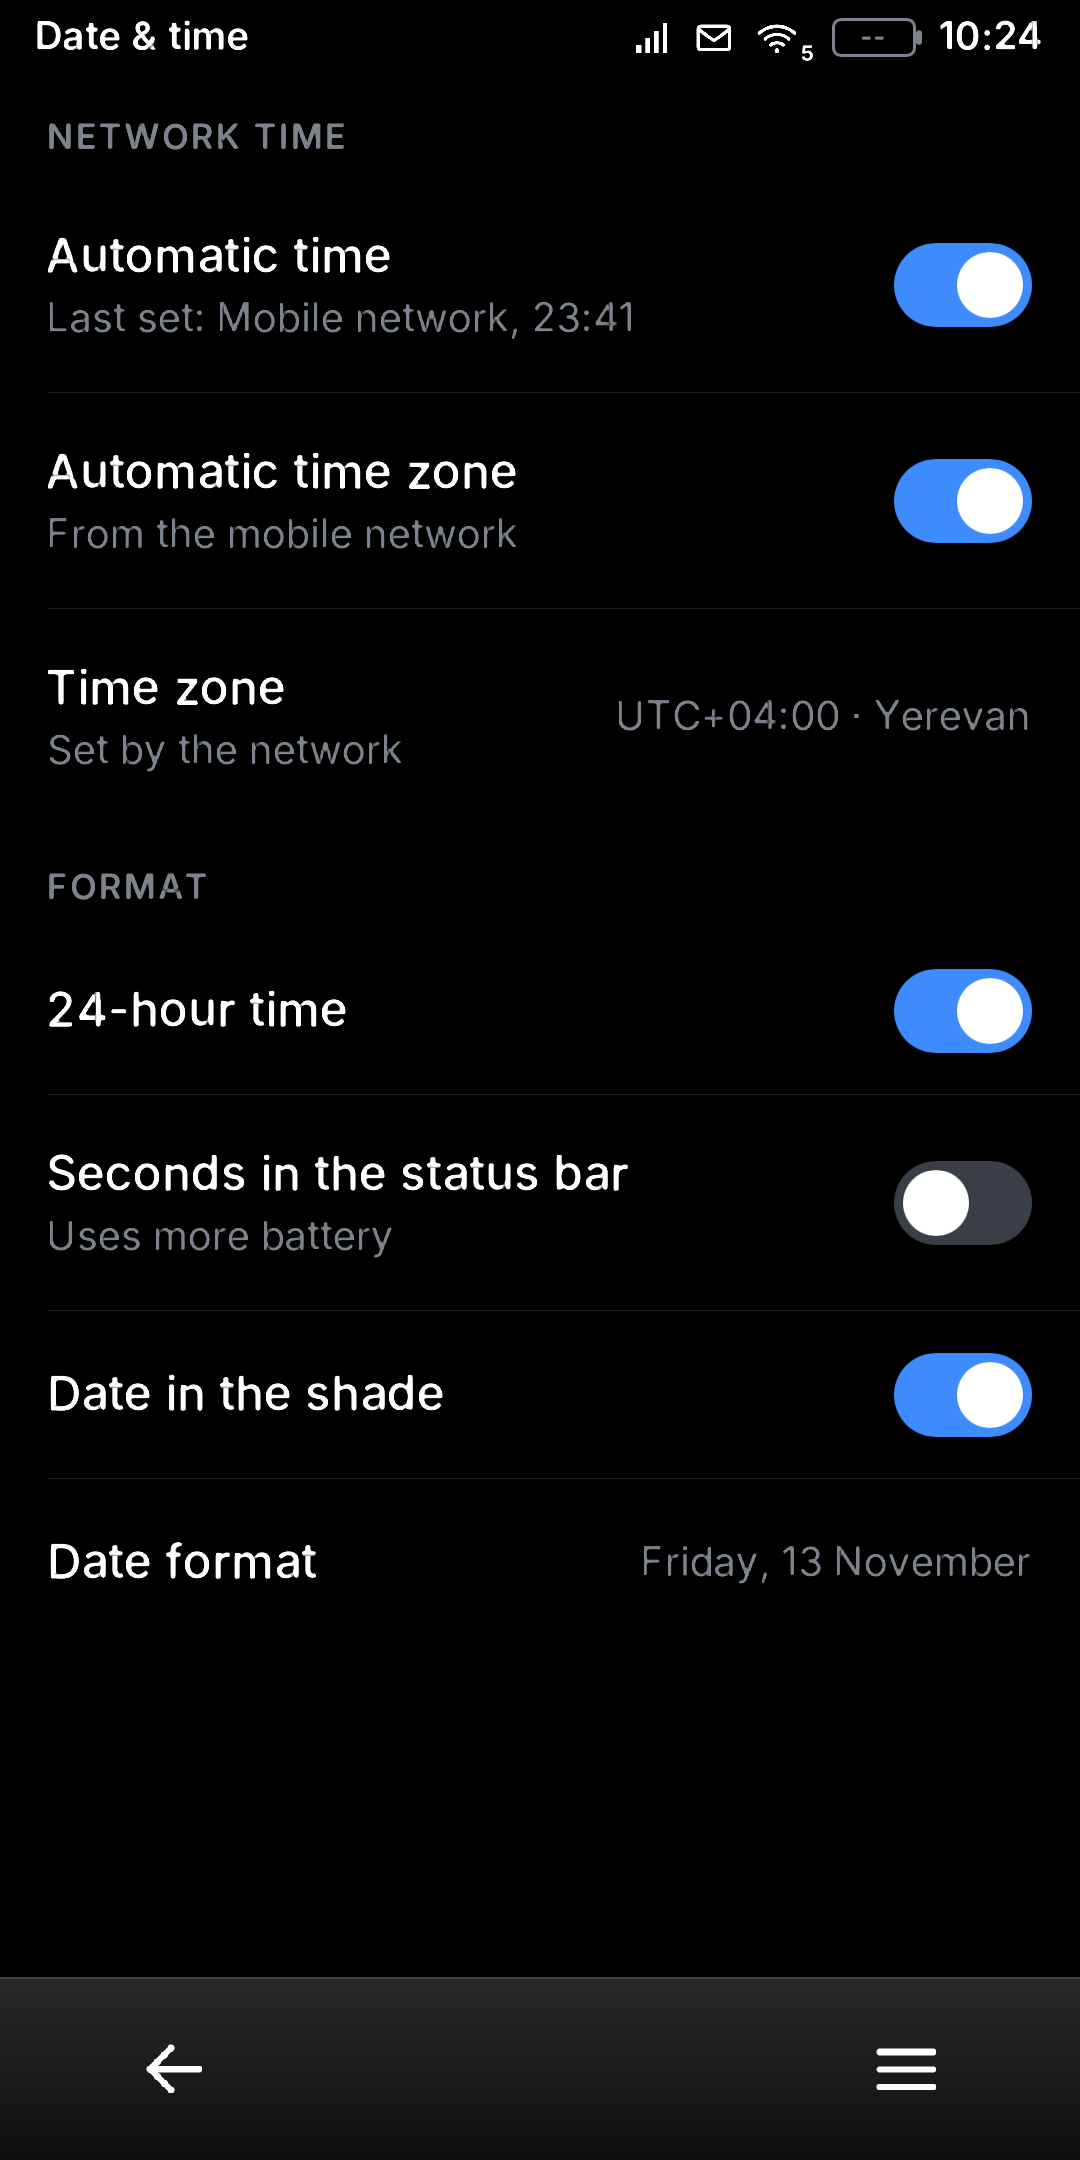 Date & time
5
--
10:24
NETWORK TIME
Automatic time
Last set: Mobile network, 23:41
Automatic time zone
From the mobile network
Time zone
Set by the network
UTC+04:00 · Yerevan
FORMAT
24-hour time
Seconds in the status bar
Uses more battery
Date in the shade
Date format
Friday, 13 November